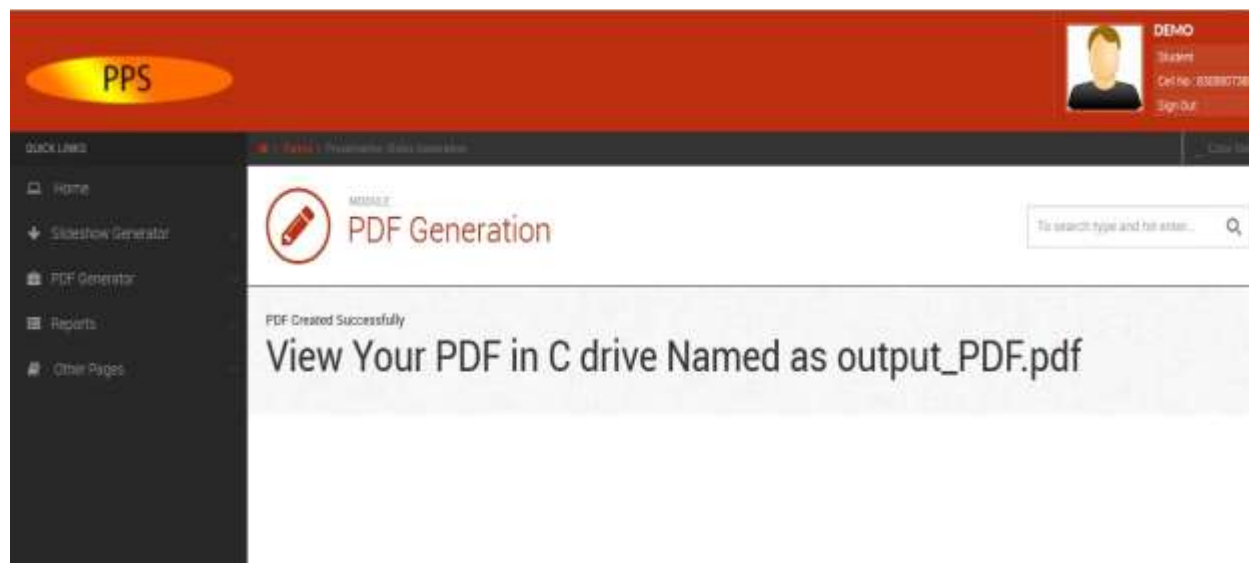 PPS
DEMO
Student
Sign Out
QUICK LINKS
Home
Slideshow Generator
PDF Generator
Reports
Other Pages
MODULE
PDF Generation
To search type and hit enter...
PDF Created Successfully
View Your PDF in C drive Named as output_PDF.pdf